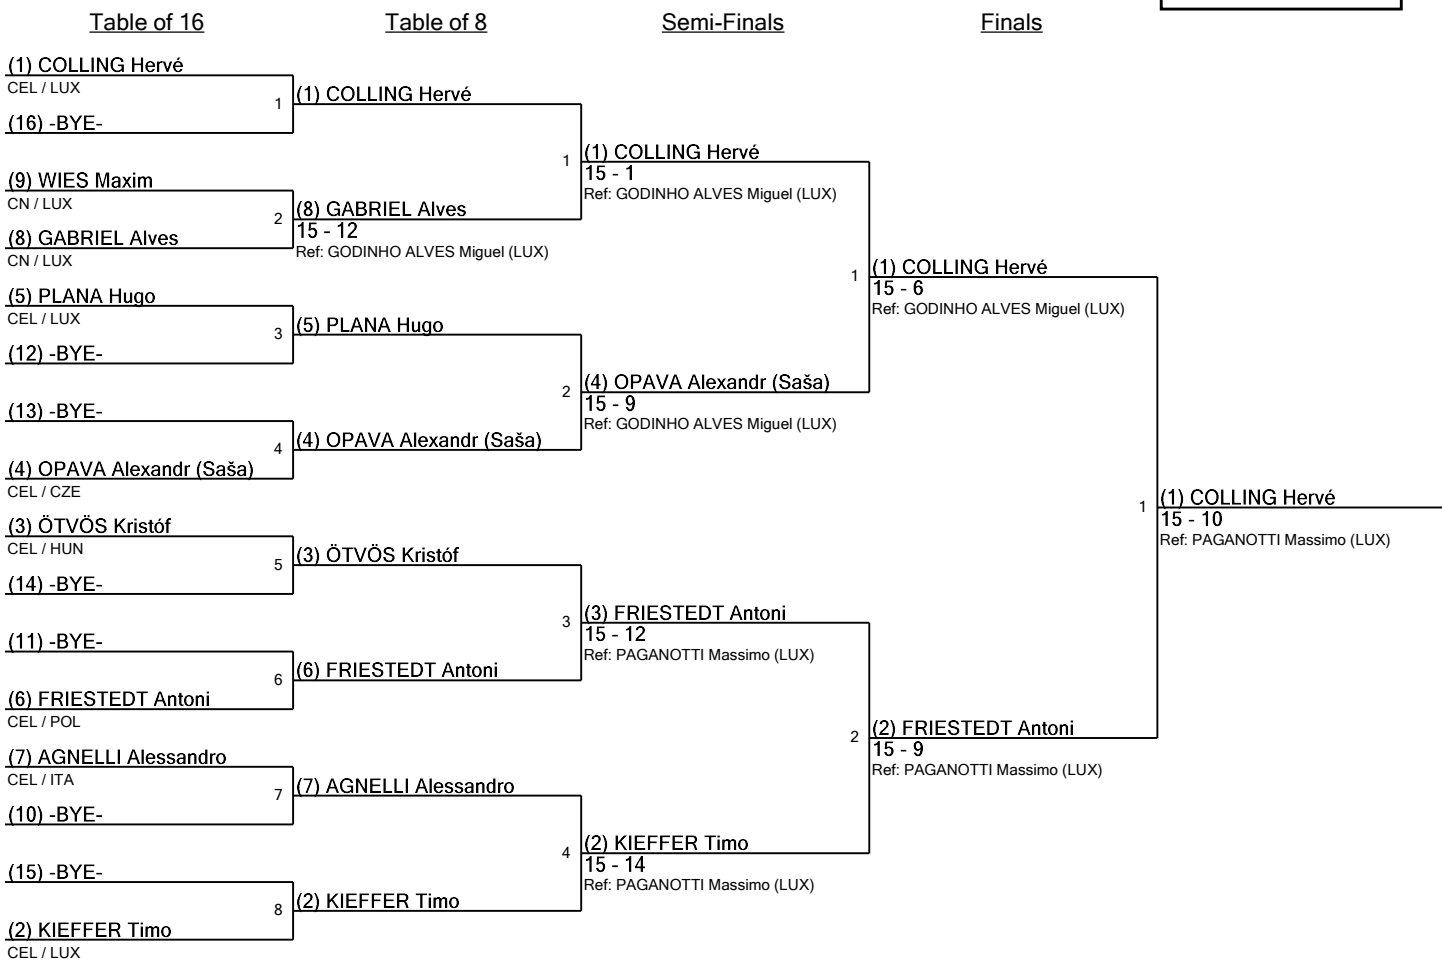 Table of 16
Table of 8
Semi-Finals
Finals
(1) COLLING Hervé
CEL / LUX
(16) -BYE-
(9) WIES Maxim
CN / LUX
(8) GABRIEL Alves
CN / LUX
(5) PLANA Hugo
CEL / LUX
(12) -BYE-
(13) -BYE-
(4) OPAVA Alexandr (Saša)
CEL / CZE
(3) ÖTVÖS Kristóf
CEL / HUN
(14) -BYE-
(11) -BYE-
(6) FRIESTEDT Antoni
CEL / POL
(7) AGNELLI Alessandro
CEL / ITA
(10) -BYE-
(15) -BYE-
(2) KIEFFER Timo
CEL / LUX
1
2
3
4
5
6
7
8
(1) COLLING Hervé
(8) GABRIEL Alves
15 - 12
Ref: GODINHO ALVES Miguel (LUX)
(5) PLANA Hugo
(4) OPAVA Alexandr (Saša)
(3) ÖTVÖS Kristóf
(6) FRIESTEDT Antoni
(7) AGNELLI Alessandro
(2) KIEFFER Timo
1
2
3
4
(1) COLLING Hervé
15 - 1
Ref: GODINHO ALVES Miguel (LUX)
(4) OPAVA Alexandr (Saša)
15 - 9
Ref: GODINHO ALVES Miguel (LUX)
(3) FRIESTEDT Antoni
15 - 12
Ref: PAGANOTTI Massimo (LUX)
(2) KIEFFER Timo
15 - 14
Ref: PAGANOTTI Massimo (LUX)
1
2
(1) COLLING Hervé
15 - 6
Ref: GODINHO ALVES Miguel (LUX)
(2) FRIESTEDT Antoni
15 - 9
Ref: PAGANOTTI Massimo (LUX)
1
(1) COLLING Hervé
15 - 10
Ref: PAGANOTTI Massimo (LUX)